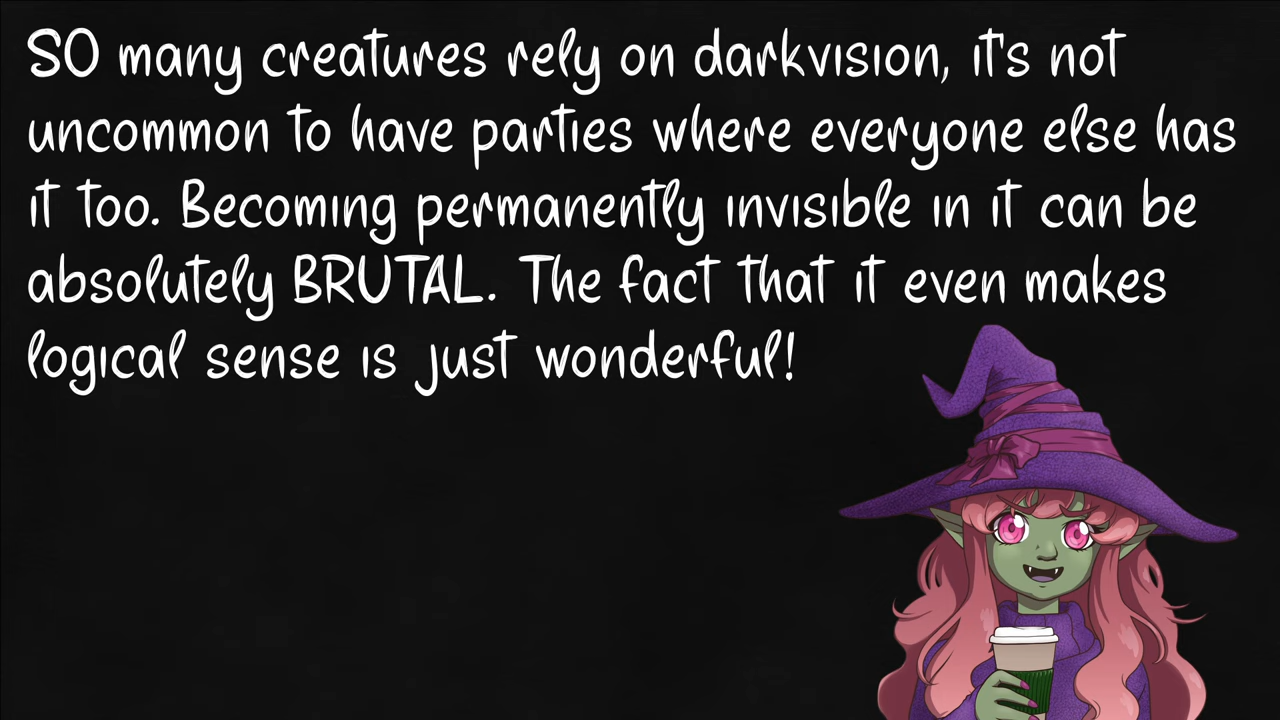 SO many creatures rely on darkvision, it's not
uncommon to have parties where everyone else has
it too. Becoming permanently invisible in it can be
absolutely BRUTAL. The fact that it even makes
logical sense is just wonderful!